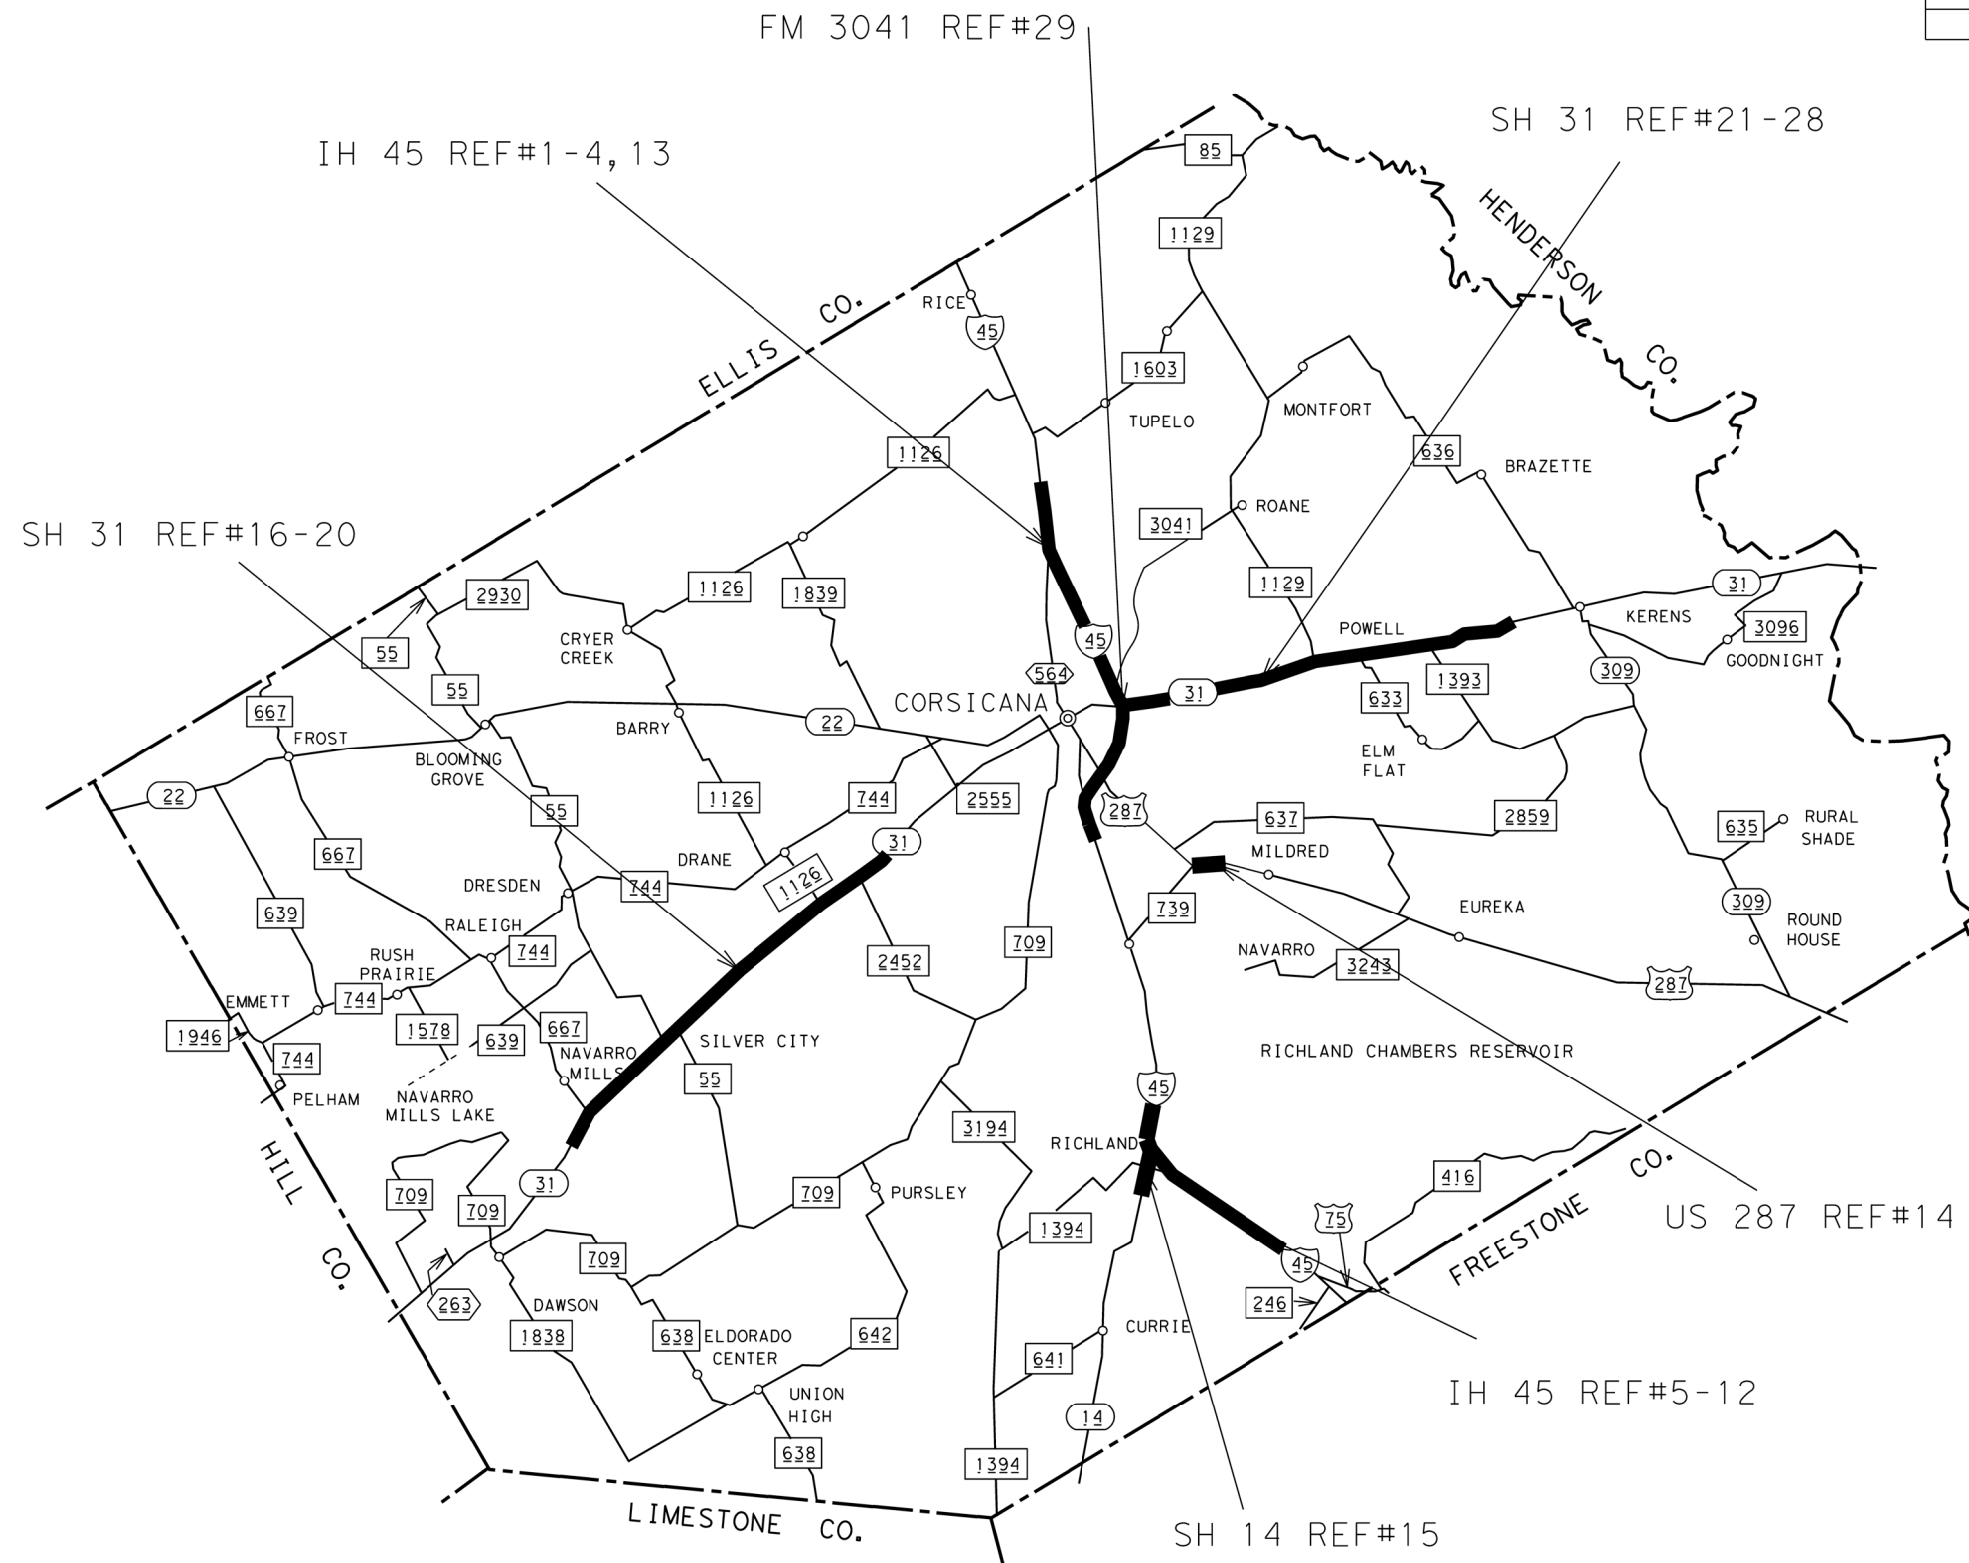 FM 3041 REF#29
SH 31 REF#21-28
IH 45 REF#1-4,13
85
HENDERSON
CO.
1129
ELLIS
CO.
RICE
45
1603
TUPELO
MONTFORT
1126
636
BRAZETTE
ROANE
3041
SH 31 REF#16-20
2930
1126
1839
1129
31
55
CRYER
CREEK
45
POWELL
KERENS
3096
GOODNIGHT
55
564
309
667
CORSICANA
31
633
1393
FROST
BARRY
22
BLOOMING
GROVE
ELM
FLAT
22
55
1126
744
2555
287
637
2859
635
RURAL
SHADE
667
31
DRANE
MILDRED
DRESDEN
744
1126
739
309
639
RALEIGH
744
EUREKA
ROUND
HOUSE
RUSH
PRAIRIE
2452
709
NAVARRO
3243
287
EMMETT
744
1946
1578
639
667
SILVER CITY
NAVARRO
MILLS
RICHLAND CHAMBERS RESERVOIR
744
55
45
PELHAM
NAVARRO
MILLS LAKE
3194
RICHLAND
HILL
CO.
31
416
CO.
709
709
709
PURSLEY
1394
75
US 287 REF#14
FREESTONE
709
45
263
DAWSON
246
1838
638
ELDORADO
CENTER
642
CURRIE
641
IH 45 REF#5-12
UNION
HIGH
14
638
1394
LIMESTONE CO.
SH 14 REF#15